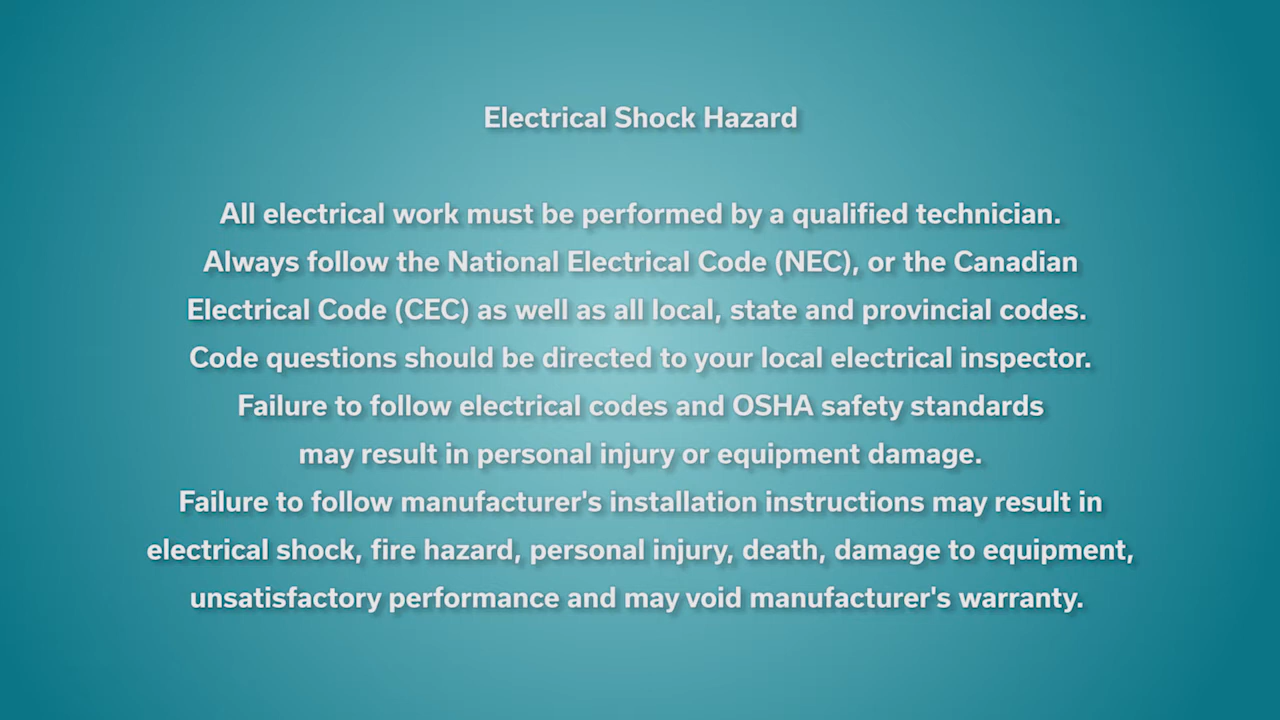 Electrical Shock Hazard
All electrical work must be performed by a qualified technician.
Always follow the National Electrical Code (NEC), or the Canadian
Electrical Code (CEC) as well as all local, state and provincial codes.
Code questions should be directed to your local electrical inspector.
Failure to follow electrical codes and OSHA safety standards
may result in personal injury or equipment damage.
Failure to follow manufacturer's installation instructions may result in
electrical shock, fire hazard, personal injury, death, damage to equipment,
unsatisfactory performance and may void manufacturer's warranty.